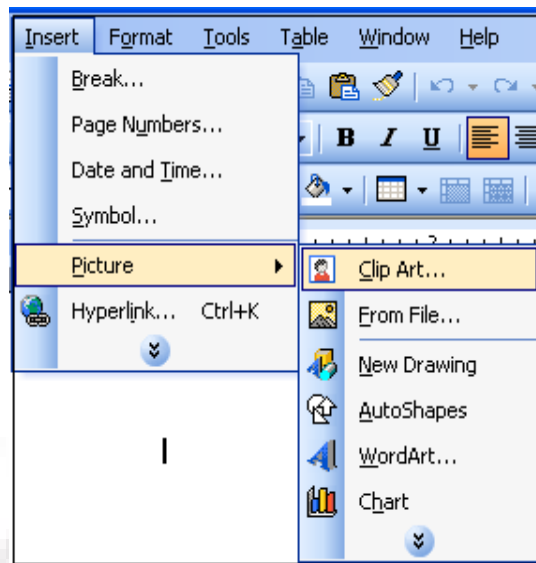 Insert Format Tools Table Window Help
Break...
Page Numbers...
B I U
Date and Time...
Symbol...
2
Picture
Clip Art...
Hyperlink... Ctrl+K
From File...
New Drawing
AutoShapes
WordArt...
Chart